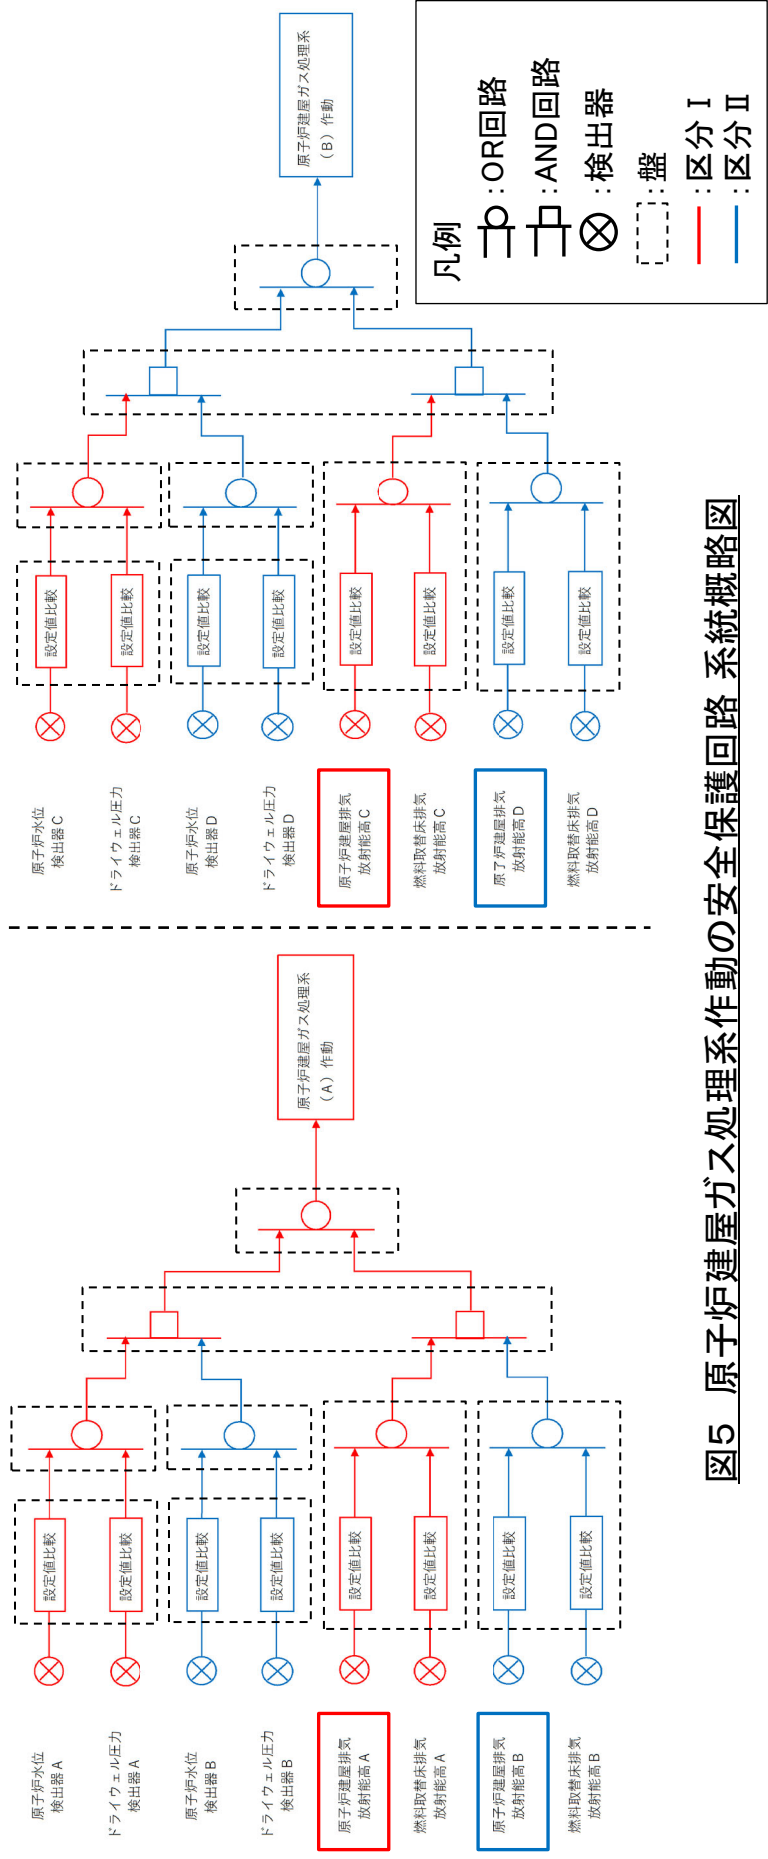 原子炉水位
検出器A
設定値比較
ドライウェル圧力
検出器A
設定値比較
原子炉水位
検出器B
設定値比較
ドライウェル圧力
検出器B
設定値比較
原子炉建屋排気
放射能高A
設定値比較
燃料取替床排気
放射能高A
設定値比較
原子炉建屋排気
放射能高B
設定値比較
燃料取替床排気
放射能高B
設定値比較
原子炉建屋ガス処理系
(A)作動
原子炉水位
検出器C
設定値比較
ドライウェル圧力
検出器C
設定値比較
原子炉水位
検出器D
設定値比較
ドライウェル圧力
検出器D
設定値比較
原子炉建屋排気
放射能高C
設定値比較
燃料取替床排気
放射能高C
設定値比較
原了炉建屋排気
放射能高D
設定値比較
燃料取替床排気
放射能高D
設定値比較
原子炉建屋ガス処理系
(B)作動
凡例
:OR回路
:AND回路
:検出器
:盤
:区分Ⅰ
:区分Ⅱ
図5 原子炉建屋ガス処理系作動の安全保護回路 系統概略図